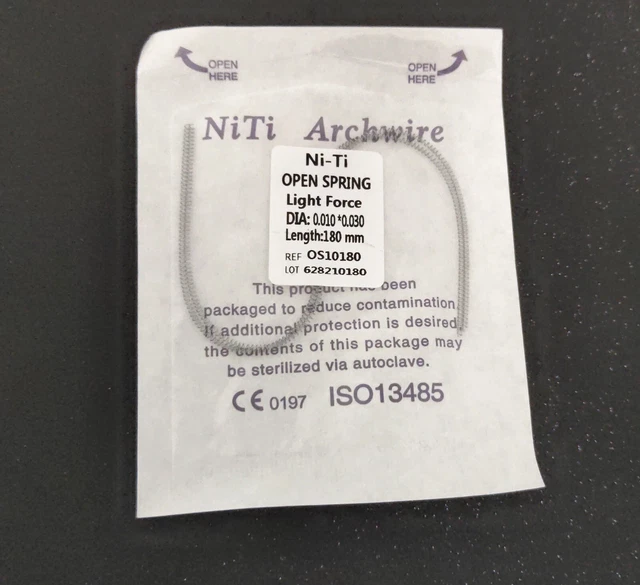 OPEN
HERE
OPEN
HERE
NiTi Archwire
Ni-Ti
OPEN SPRING
Light Force
DIA: 0.010*0.030
Length:180 mm
REF OS10180
LOT 628210180
This product has been
packaged to reduce contamination.
If additional protection is desired
the contents of this package may
be sterilized via autoclave.
CE 0197 ISO13485